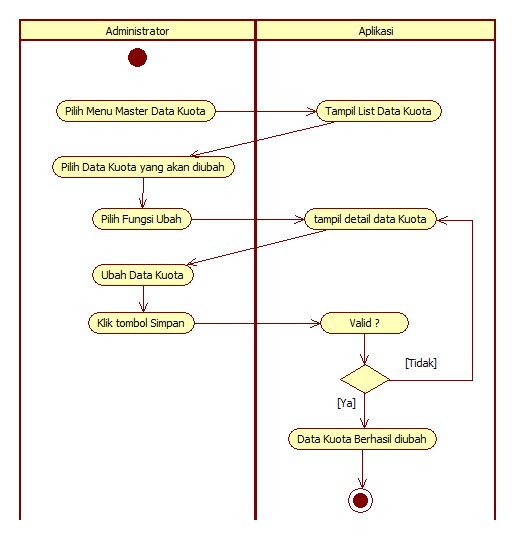 Administrator
Aplikasi
Pilih Menu Master Data Kuota
Tampil List Data Kuota
Pilih Data Kuota yang akan diubah
Pilih Fungsi Ubah
tampil detail data Kuota
Ubah Data Kuota
Klik tombol Simpan
Valid ?
[Tidak]
[Ya]
Data Kuota Berhasil diubah